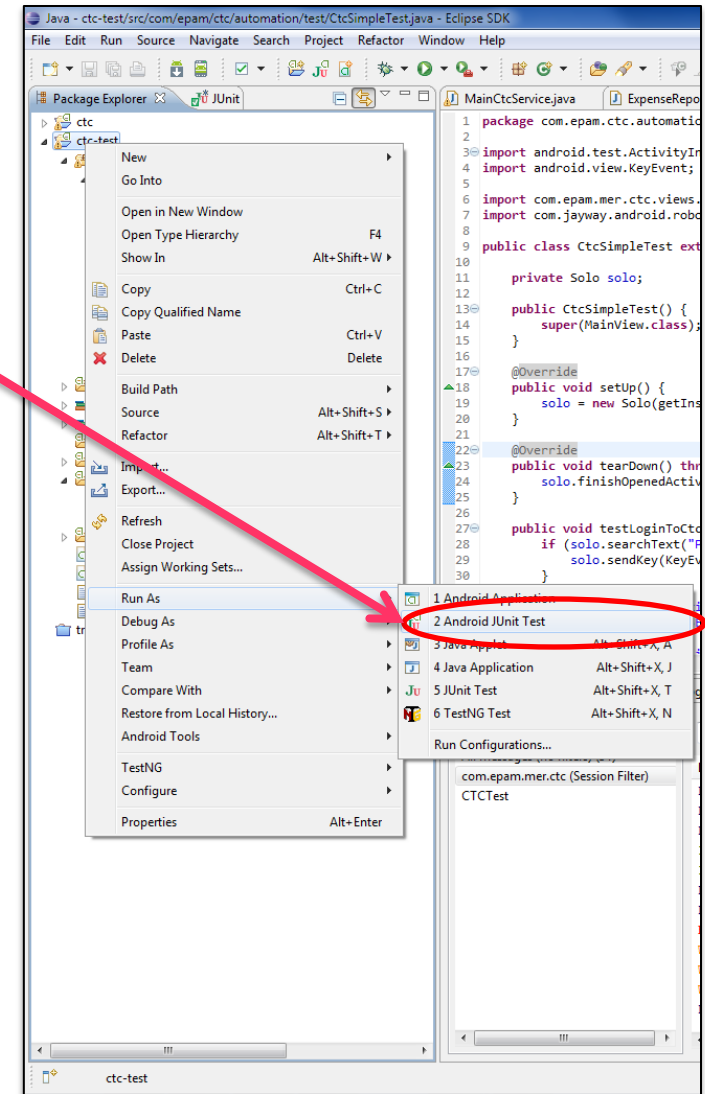 Java - ctc-test/src/com/epam/ctc/automation/test/CtcSimpleTest.java - Eclipse SDK
File Edit Run Source Navigate Search Project Refactor Window Help
Package Explorer JUnit
MainCtcService.java ExpenseRepo
ctc
ctc-test
New
Go Into
Open in New Window
Open Type Hierarchy F4
Show In Alt+Shift+W
Copy Ctrl+C
Copy Qualified Name
Paste Ctrl+V
Delete Delete
Build Path
Source Alt+Shift+S
Refactor Alt+Shift+T
Import...
Export...
Refresh
Close Project
Assign Working Sets...
Run As
Debug As
Profile As
Team
Compare With
Restore from Local History...
Android Tools
TestNG
Configure
Properties Alt+Enter
tr
1 package com.epam.ctc.automatic
2
3 import android.test.ActivityIn
4 import android.view.KeyEvent;
5
6 import com.epam.mer.ctc.views.
7 import com.jayway.android.robo
8
9 public class CtcSimpleTest ext
10
11 private Solo solo;
12
13 public CtcSimpleTest() {
14 super(MainView.class);
15 }
16
17 @Override
18 public void setUp() {
19 solo = new Solo(getIns
20 }
21
22 @Override
23 public void tearDown() thr
24 solo.finishOpenedActiv
25 }
26
27 public void testLoginToCtc
28 if (solo.searchText("P
29 solo.sendKey(KeyEv
30 }
1 Android Application
2 Android JUnit Test
3 Java Applet Alt+Shift+X, A
4 Java Application Alt+Shift+X, J
5 JUnit Test Alt+Shift+X, T
6 TestNG Test Alt+Shift+X, N
Run Configurations...
com.epam.mer.ctc (Session Filter)
CTCTest
ctc-test